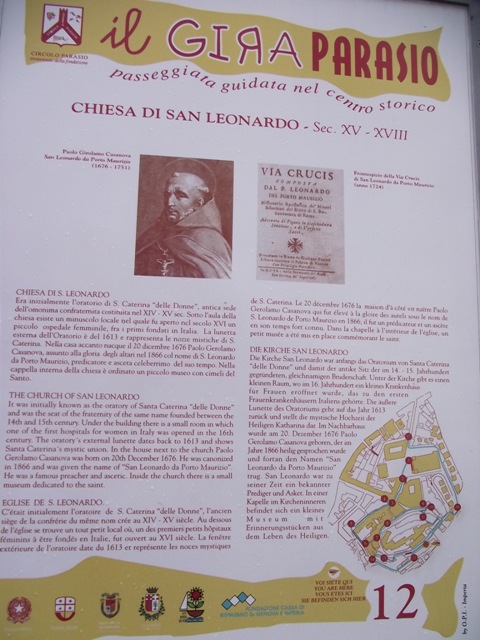 CIRCOLO PARASIO
il GIRA PARASIO
passeggiata guidata nel centro storico
CHIESA DI SAN LEONARDO - Sec. XV - XVIII
Paolo Girolamo Casanova
San Leonardo da Porto Maurizio
(1676 - 1751)
VIA CRUCIS
COMPOSTA
DAL P. LEONARDO
DA PORTO MAURIZIO
Frontespizio della Via Crucis
di San Leonardo da Porto Maurizio
(anno 1724)
CHIESA DI S. LEONARDO
Era inizialmente l'oratorio di S. Caterina "delle Donne", antica sede
dell'omonima confraternita costituita nel XIV - XV sec. Sotto l'aula della
chiesa esiste un minuscolo locale nel quale fu aperto nel secolo XVI un
piccolo ospedale femminile, fra i primi fondati in Italia. La lunetta
esterna dell'Oratorio è del 1613 e rappresenta le nozze mistiche di S.
Caterina. Nella casa accanto nacque il 20 dicembre 1676 Paolo Girolamo
Casanova, assunto alla gloria degli altari nel 1866 col nome di S. Leonardo
da Porto Maurizio, predicatore e asceta celeberrimo del suo tempo. Nella
cappella interna della chiesa è ordinato un piccolo museo con cimeli del
Santo.
THE CHURCH OF SAN LEONARDO
It was initially known as the oratory of Santa Caterina "delle Donne"
and was the seat of the fraternity of the same name founded between the
14th and 15th century. Under the building there is a small room in which
one of the first hospitals for women in Italy was opened in the 16th
century. The oratory's external lunette dates back to 1613 and shows
Santa Caterina's mystic union. In the house next to the church Paolo
Girolamo Casanova was born on 20th December 1676. He was canonized
in 1866 and was given the name of "San Leonardo da Porto Maurizio".
He was a famous preacher and ascetic. Inside the church there is a small
museum dedicated to the saint.
EGLISE DE S. LEONARDO.
C'était initialement l'oratoire de S. Caterina "delle Donne", l'ancien
siège de la confrérie du même nom crée au XIV - XV siècle. Au dessous
de l'église se trouve un tout petit local où, un des premiers petits hôpitaux
féminins à être fondés en Italie, fut ouvert au XVI siècle. La fenêtre
extérieure de l'oratoire date du 1613 er représente les noces mystiques
de S. Caterina. Le 20 décembre 1676 la maison d'à côté vit naître Paolo
Girolamo Casanova qui fut élevé à la gloire des autels sous le nom de
S. Leonardo de Porto Maurizio en 1866, il fut un prédicateur et un ascète
en son temps fort connu. Dans la chapelle à l'intérieur de l'église, un
petit musée a été mis en place commémorant le saint.
DIE KIRCHE SAN LEONARDO
Die Kirche San Leonardo war anfangs das Oratorium von Santa Caterina
"delle Donne" und damit der antike Sitz der im 14. - 15. Jahrhundert
gegründeten, gleichnamigen Bruderschaft. Unter der Kirche gibt es einen
kleinen Raum, wo im 16. Jahrhundert ein kleines Krankenhaus
für Frauen eröffnet wurde, das zu den ersten
Frauenkrankenhäusern Italiens gehörte. Die äußere
Lunette des Oratoriums geht auf das Jahr 1613
zurück und stellt die mystische Hochzeit der
Heiligen Katharina dar. Im Nachbarhaus
wurde am 20. Dezember 1676 Paolo
Girolamo Casanova geboren, der im
Jahre 1866 heilig gesprochen wurde
und fortan den Namen "San
Leonardo da Porto Maurizio"
trug. San Leonardo war zu
seiner Zeit ein bekannter
Prediger und Asket. In einer
Kapelle im Kircheninneren
befindet sich ein kleines
Museum mit
Erinnerungsstücken aus
dem Leben des Heiligen.
FONDAZIONE CASSA DI
RISPARMIO DI GENOVA E IMPERIA
VOI SIETE QUI
YOU ARE HERE
VOUS ETES ICI
SIE BEFINDEN SICH HIER
12
by O.P.I. - Imperia